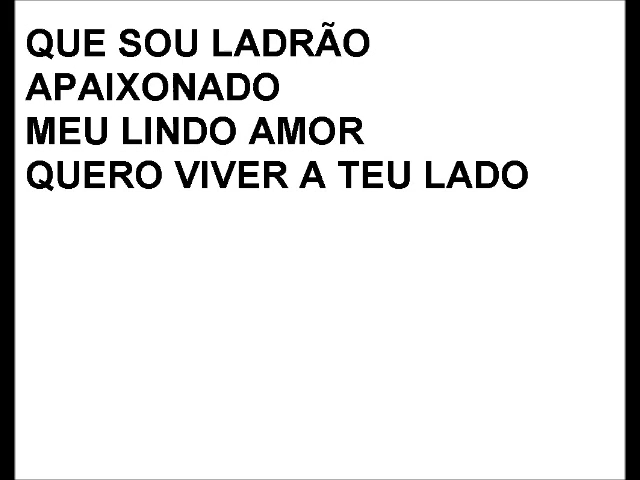 QUE SOU LADRÃO
APAIXONADO
MEU LINDO AMOR
QUERO VIVER A TEU LADO